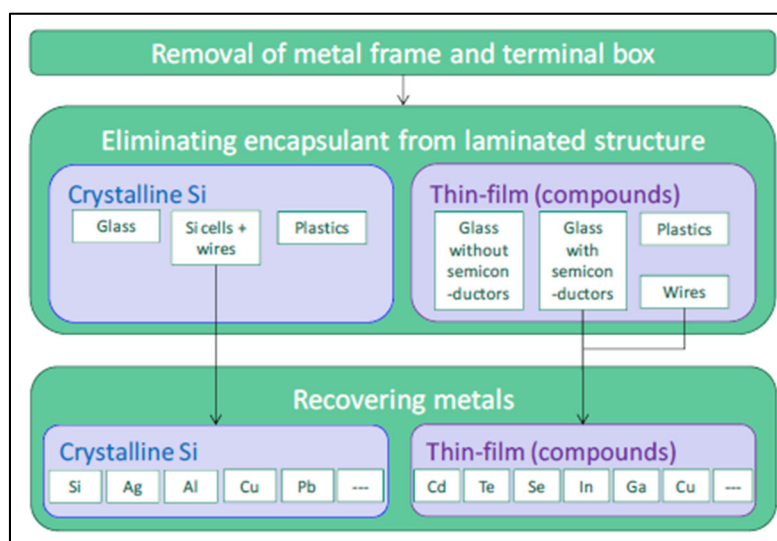 Removal of metal frame and terminal box
Eliminating encapsulant from laminated structure
Crystalline Si
Glass
Si cells +
wires
Plastics
Thin-film (compounds)
Glass
without
semicon
-ductors
Glass
with
semicon
-ductors
Plastics
Wires
Recovering metals
Crystalline Si
Si
Ag
Al
Cu
Pb
---
Thin-film (compounds)
Cd
Te
Se
In
Ga
Cu
---